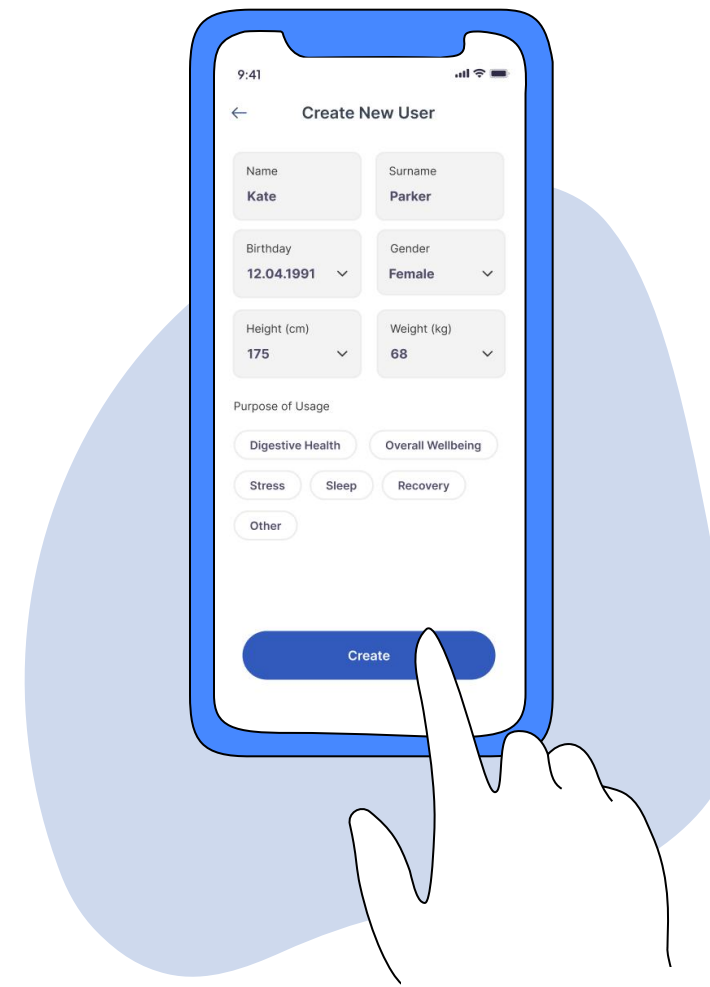 9:41
Create New User
Name
Kate
Surname
Parker
Birthday
12.04.1991
Gender
Female
Height (cm)
175
Weight (kg)
68
Purpose of Usage
Digestive Health
Overall Wellbeing
Stress
Sleep
Recovery
Other
Create